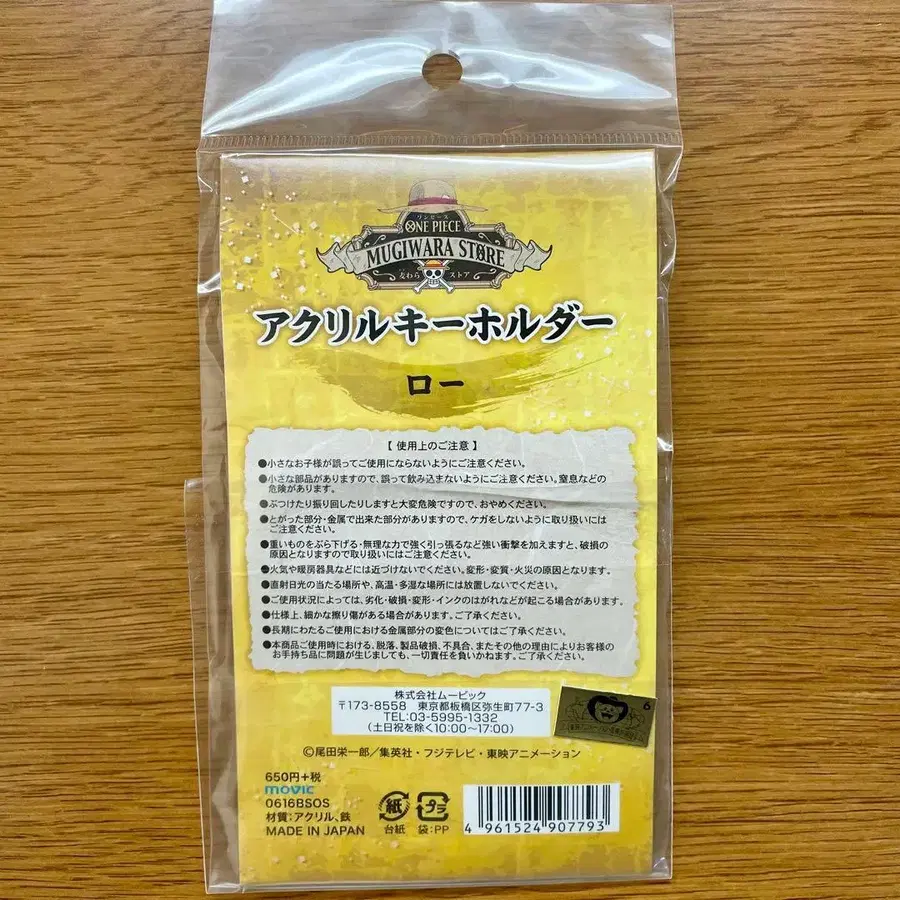 ワンピース
ONE PIECE
MUGIWARA STORE
麦わら ストア
アクリルキーホルダー
ロー
【 使用上のご注意 】
●小さなお子様が誤ってご使用にならないようにご注意ください。
●小さな部品がありますので、誤って飲み込まないようにご注意ください。窒息などの
危険があります。
●ぶつけたり振り回したりしますと大変危険ですので、おやめください。
●とがった部分・金属で出来た部分がありますので、ケガをしないように取り扱いには
ご注意ください。
●重いものをぶら下げる・無理な力で強く引っ張るなど強い衝撃を加えますと、破損の
原因となりますので取り扱いにはご注意ください。
●火気や暖房器具などには近づけないでください。変形・変質・火災の原因となります。
●直射日光の当たる場所や、高温・多湿な場所には放置しないでください。
●ご使用状況によっては、劣化・破損・変形・インクのはがれなどが起こる場合があります。
●仕様上、細かな擦り傷がある場合があります。ご了承ください。
●長期にわたるご使用における金属部分の変色についてはご了承ください。
●本商品ご使用時における、脱落、製品破損、不具合、またその他の理由によりお客様の
お手持ち品に問題が生じましても、一切責任を負いかねます。ご了承ください。
株式会社ムービック
〒173-8558 東京都板橋区弥生町77-3
TEL:03-5995-1332
(土日祝を除く10:00~17:00)
6
©尾田栄一郎/集英社・フジテレビ・東映アニメーション
650円+税
movic
0616BSOS
材質:アクリル、鉄
MADE IN JAPAN
紙
台紙
プラ
袋:PP
4 961524 907793